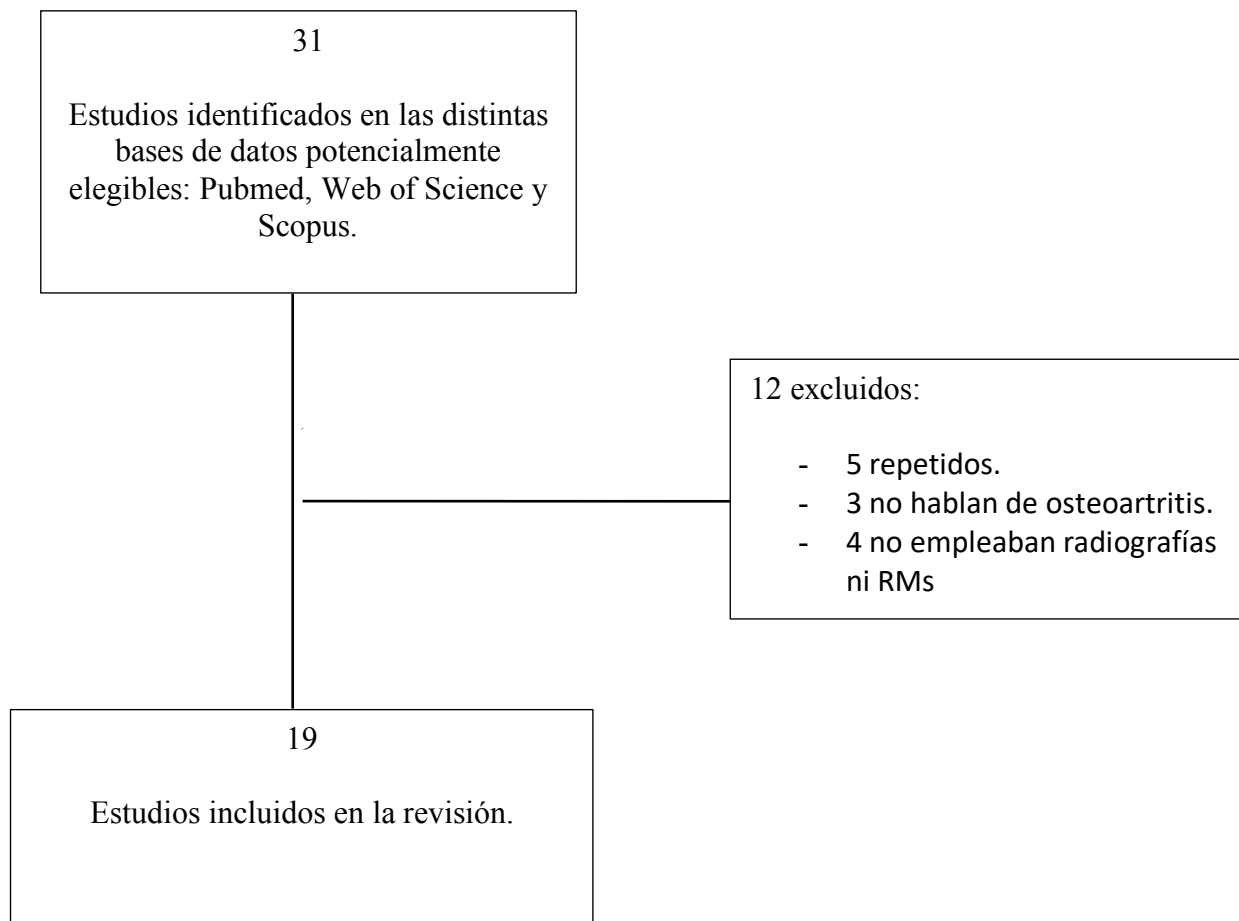 31
Estudios identificados en las distintas
bases de datos potencialmente
elegibles: Pubmed, Web of Science y
Scopus.
12 excluidos:
- 5 repetidos.
- 3 no hablan de osteoartritis.
- 4 no empleaban radiografías
ni RMs
19
Estudios incluidos en la revisión.